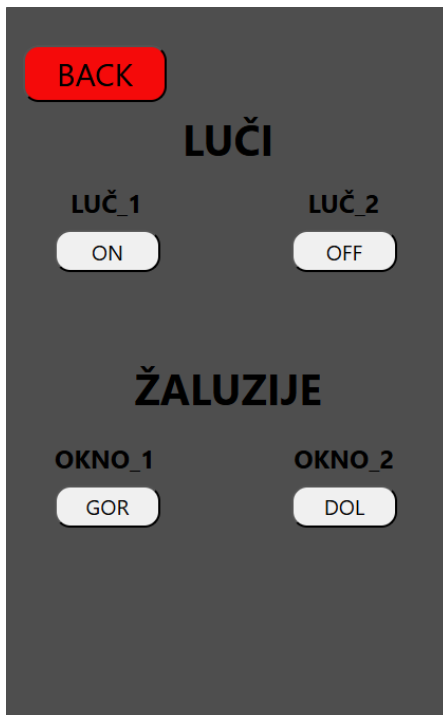 BACK
LUČI
LUČ_1 LUČ_2
ON OFF
ŽALUZIJE
OKNO_1 OKNO_2
GOR DOL